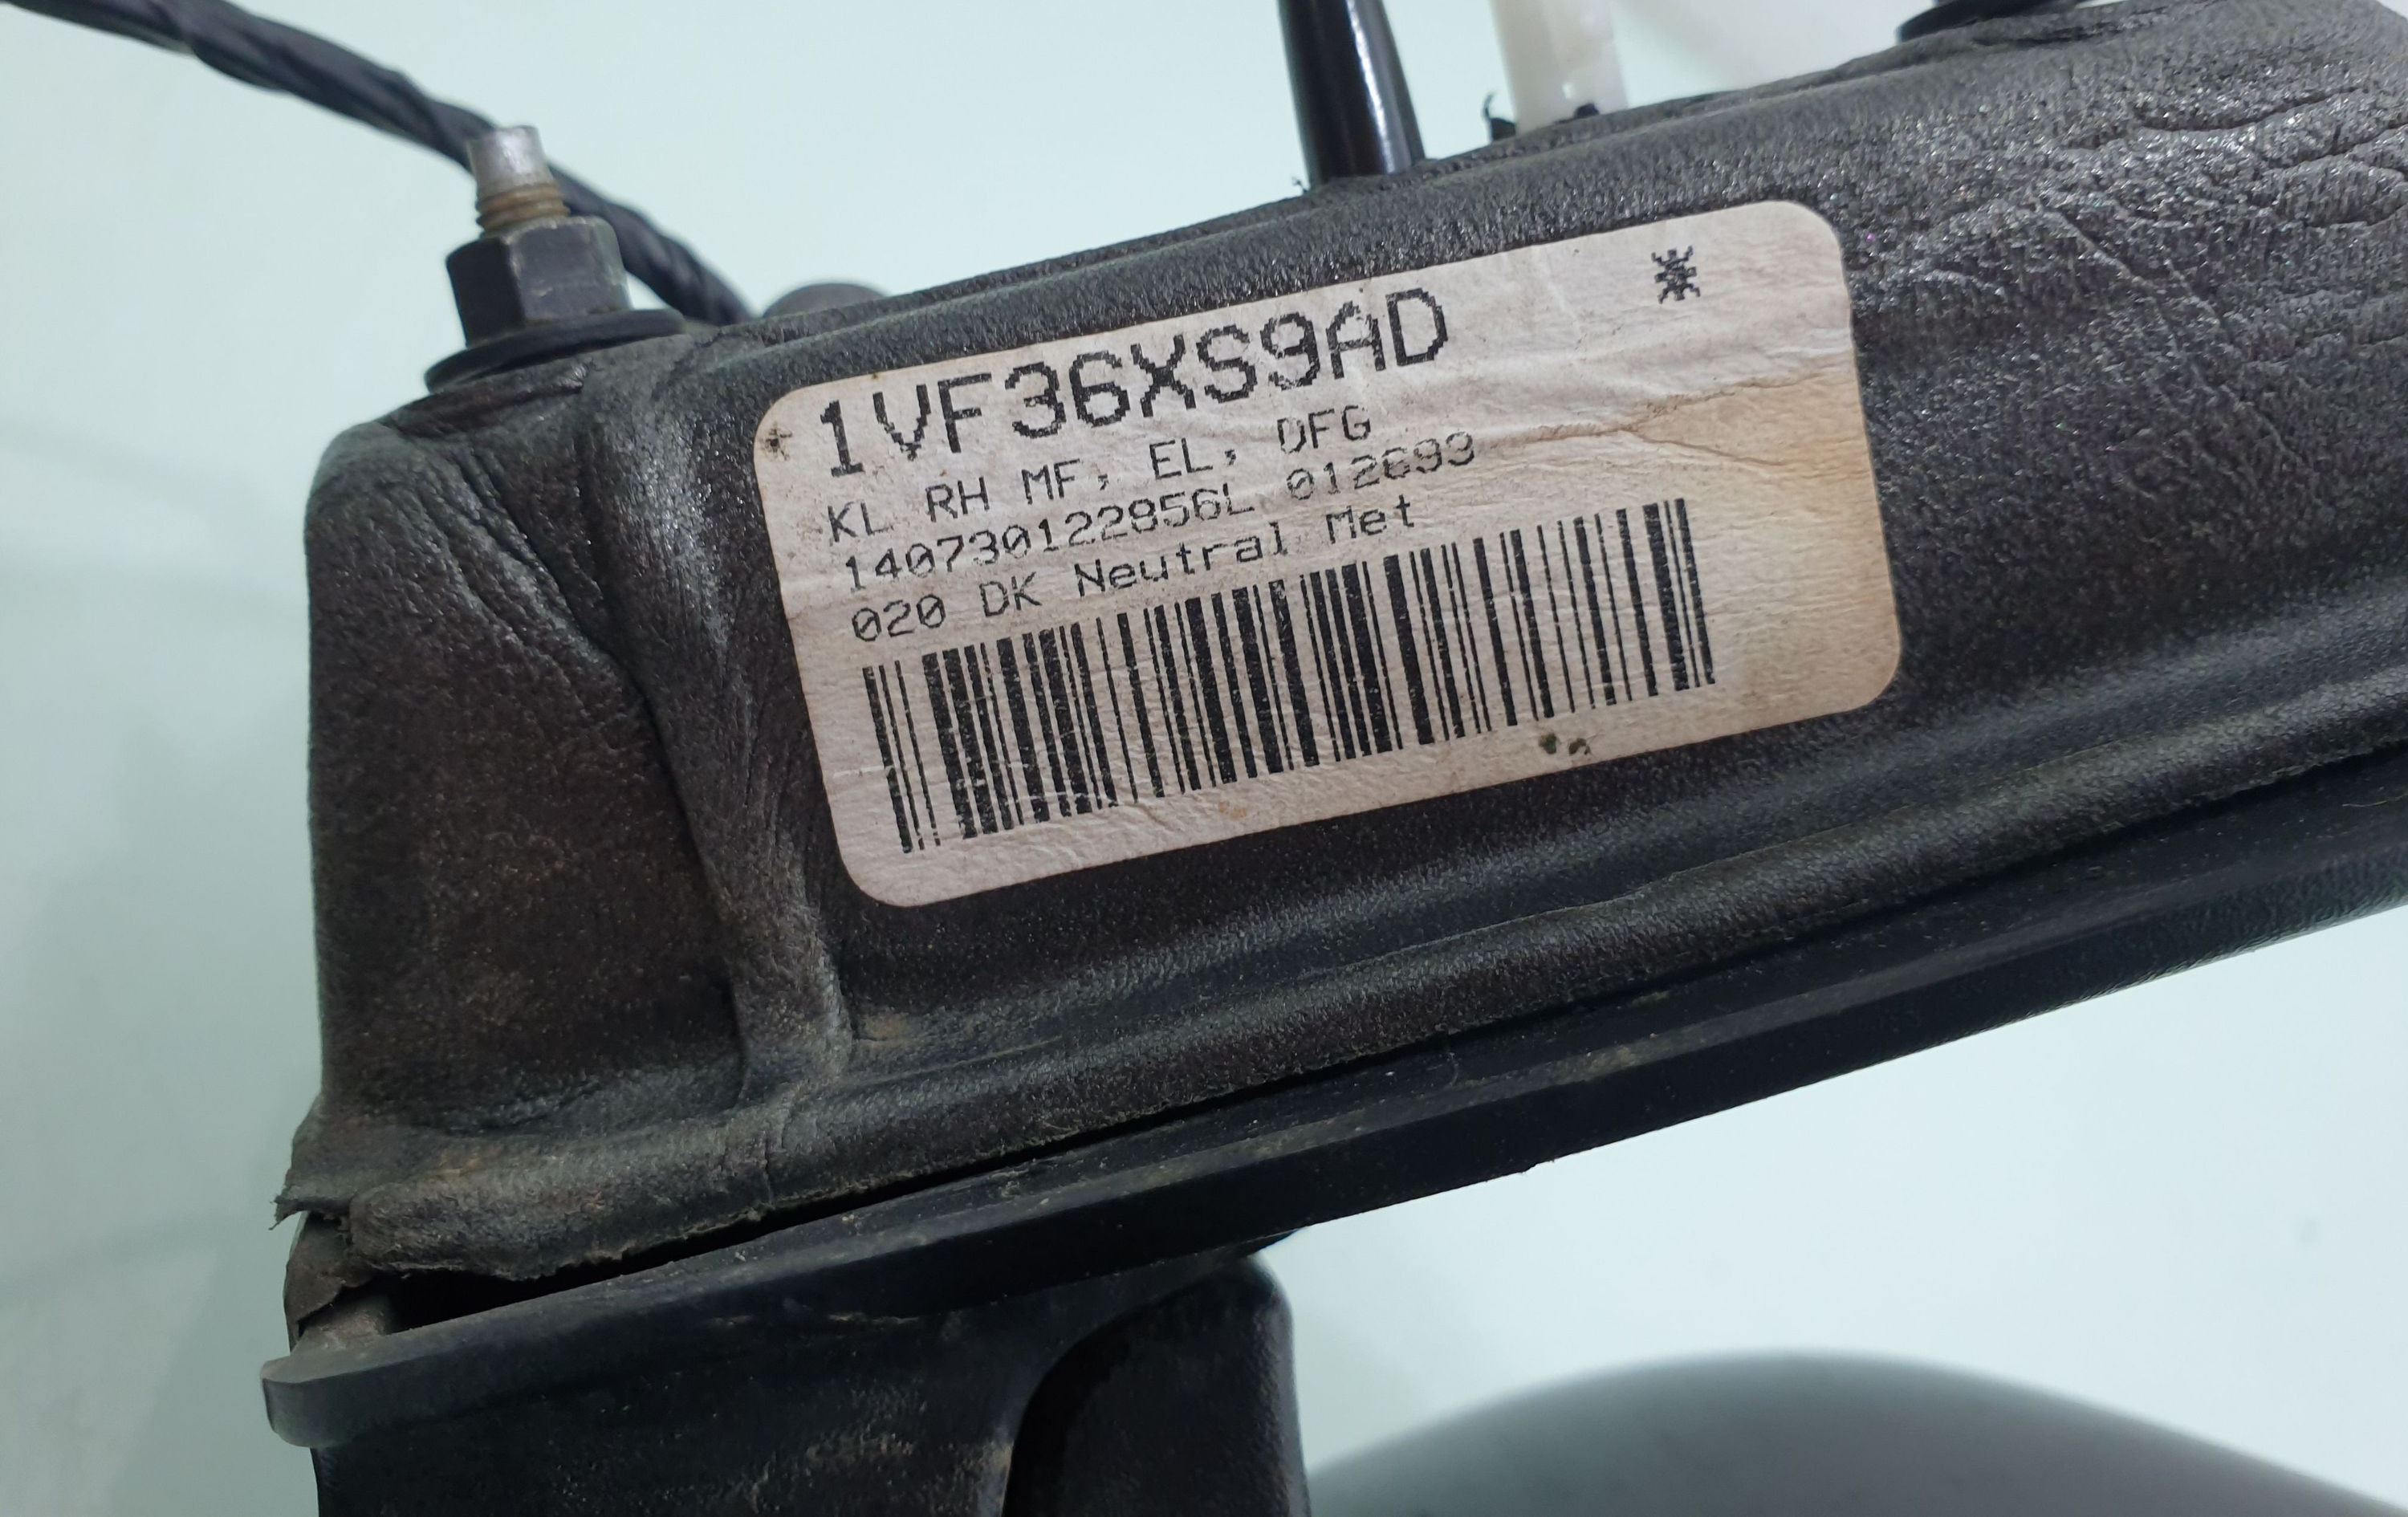 *
1VF36XS9AD
KL RH MF, EL, DFG
140730122856L 012693
020 DK Neutral Met